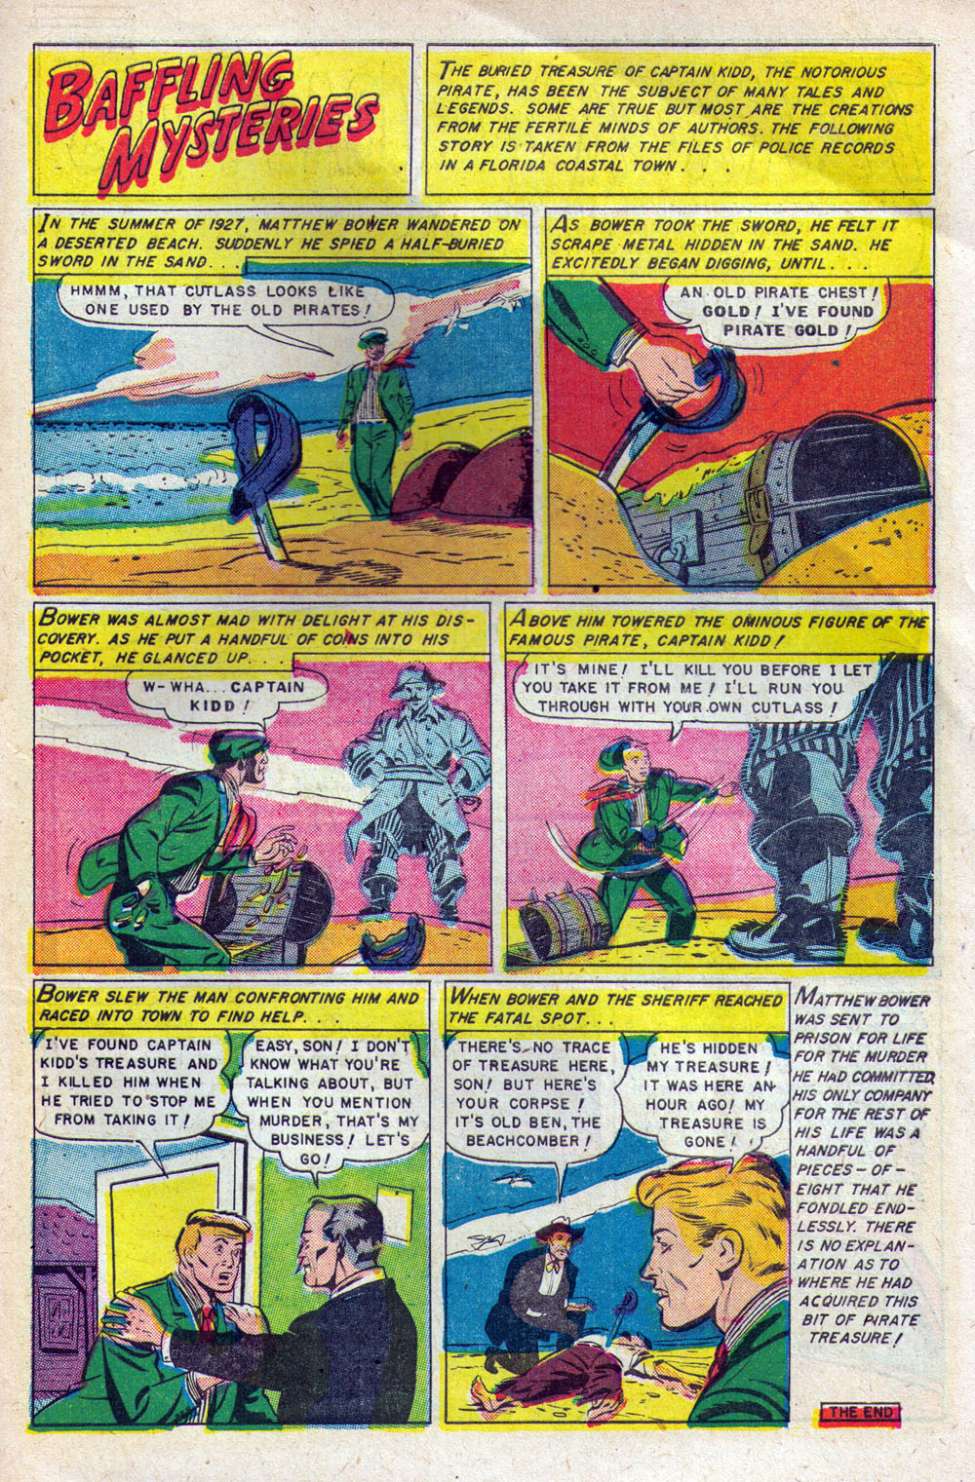 BAFFLING
MYSTERIES
THE BURIED TREASURE OF CAPTAIN KIDD, THE NOTORIOUS
PIRATE, HAS BEEN THE SUBJECT OF MANY TALES AND
LEGENDS. SOME ARE TRUE BUT MOST ARE THE CREATIONS
FROM THE FERTILE MINDS OF AUTHORS. THE FOLLOWING
STORY IS TAKEN FROM THE FILES OF POLICE RECORDS
IN A FLORIDA COASTAL TOWN . . .
IN THE SUMMER OF 1927, MATTHEW BOWER WANDERED ON
A DESERTED BEACH. SUDDENLY HE SPIED A HALF-BURIED
SWORD IN THE SAND. . .
HMMM, THAT CUTLASS LOOKS LIKE
ONE USED BY THE OLD PIRATES!
AS BOWER TOOK THE SWORD, HE FELT IT
SCRAPE METAL HIDDEN IN THE SAND. HE
EXCITEDLY BEGAN DIGGING, UNTIL. . . .
AN OLD PIRATE CHEST!
GOLD! I'VE FOUND
PIRATE GOLD!
BOWER WAS ALMOST MAD WITH DELIGHT AT HIS DIS-
COVERY. AS HE PUT A HANDFUL OF COINS INTO HIS
POCKET, HE GLANCED UP. . .
W-WHA... CAPTAIN
KIDD!
ABOVE HIM TOWERED THE OMINOUS FIGURE OF THE
FAMOUS PIRATE, CAPTAIN KIDD!
IT'S MINE! I'LL KILL YOU BEFORE I LET
YOU TAKE IT FROM ME! I'LL RUN YOU
THROUGH WITH YOUR OWN CUTLASS!
BOWER SLEW THE MAN CONFRONTING HIM AND
RACED INTO TOWN TO FIND HELP. . . .
I'VE FOUND CAPTAIN
KIDD'S TREASURE AND
I KILLED HIM WHEN
HE TRIED TO STOP ME
FROM TAKING IT!
EASY, SON! I DON'T
KNOW WHAT YOU'RE
TALKING ABOUT, BUT
WHEN YOU MENTION
MURDER, THAT'S MY
BUSINESS! LET'S
GO!
WHEN BOWER AND THE SHERIFF REACHED
THE FATAL SPOT. . .
THERE'S NO TRACE
OF TREASURE HERE,
SON! BUT HERE'S
YOUR CORPSE!
IT'S OLD BEN, THE
BEACHCOMBER!
HE'S HIDDEN
MY TREASURE!
IT WAS HERE AN
HOUR AGO! MY
TREASURE IS
GONE!
MATTHEW BOWER
WAS SENT TO
PRISON FOR LIFE
FOR THE MURDER
HE HAD COMMITTED.
HIS ONLY COMPANY
FOR THE REST OF
HIS LIFE WAS A
HANDFUL OF
PIECES-OF-
EIGHT THAT HE
FONDLED END-
LESSLY. THERE
IS NO EXPLAN-
ATION AS TO
WHERE HE HAD
ACQUIRED THIS
BIT OF PIRATE
TREASURE!
THE END